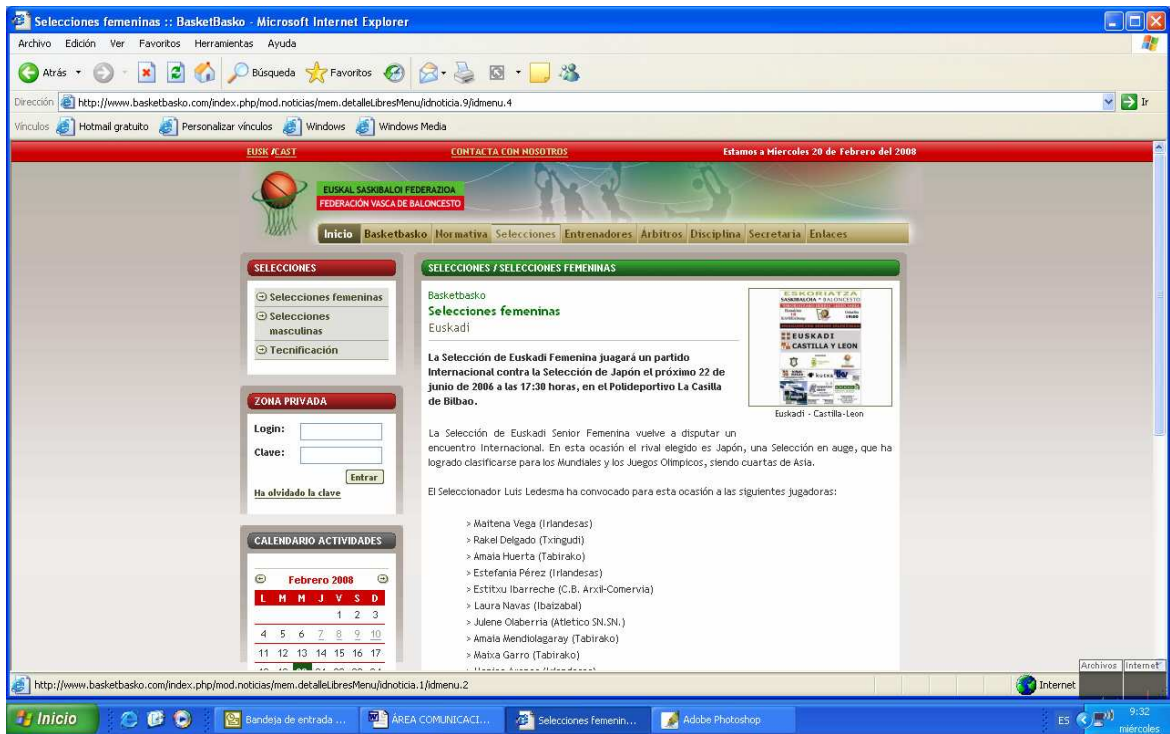 Selecciones femeninas :: BasketBasko - Microsoft Internet Explorer
Archivo Edición Ver Favoritos Herramientas Ayuda
Atrás Búsqueda Favoritos
Dirección http://www.basketbasko.com/index.php/mod.noticias/mem.detalleLibresMenu/idnoticia.9/idmenu.4 Ir
Vínculos Hotmail gratuito Personalizar vínculos Windows Windows Media
EUSK /CAST CONTACTA CON NOSOTROS Estamos a Miercoles 20 de Febrero del 2008
EUSKAL SASKIBALOI FEDERAZIOA
FEDERACIÓN VASCA DE BALONCESTO
Inicio Basketbasko Normativa Selecciones Entrenadores Arbitros Disciplina Secretaria Enlaces
SELECCIONES
Selecciones femeninas
Selecciones
masculinas
Tecnificación
ZONA PRIVADA
Login:
Clave:
Entrar
Ha olvidado la clave
CALENDARIO ACTIVIDADES
Febrero 2008
L M M J V S D
1 2 3
4 5 6 7 8 9 10
11 12 13 14 15 16 17
SELECCIONES / SELECCIONES FEMENINAS
Basketbasko
Selecciones femeninas
Euskadi
La Selección de Euskadi Femenina juagará un partido
Internacional contra la Selección de Japón el próximo 22 de
junio de 2006 a las 17:30 horas, en el Polideportivo La Casilla
de Bilbao.
ESKORIATZA
SASKIBALOIA * BALONCESTO
EUSKADI
CASTILLA Y LEON
Euskadi - Castilla-Leon
La Selección de Euskadi Senior Femenina vuelve a disputar un
encuentro Internacional. En esta ocasión el rival elegido es Japón, una Selección en auge, que ha
logrado clasificarse para los Mundiales y los Juegos Olimpicos, siendo cuartas de Asia.
El Seleccionador Luis Ledesma ha convocado para esta ocasión a las siguientes jugadoras:
> Maitena Vega (Irlandesas)
> Rakel Delgado (Txingudi)
> Amaia Huerta (Tabirako)
> Estefania Pérez (Irlandesas)
> Estitxu Ibarreche (C.B. Arxil-Comervia)
> Laura Navas (Ibaizabal)
> Julene Olaberria (Atletico SN.SN.)
> Amaia Mendiolagaray (Tabirako)
> Maixa Garro (Tabirako)
Archivos Internet
http://www.basketbasko.com/index.php/mod.noticias/mem.detalleLibresMenu/idnoticia.1/idmenu.2 Internet
Inicio Bandeja de entrada ... ÁREA COMUNICACI... Selecciones femenin... Adobe Photoshop ES 9:32
miércoles